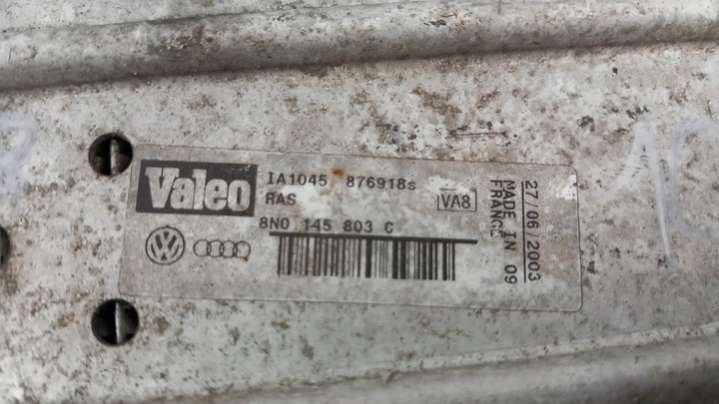 Valeo
IA1045 876918s
RAS
VA8
8N0 145 803 C
27/06/2003
MADE IN 09
FRANCE